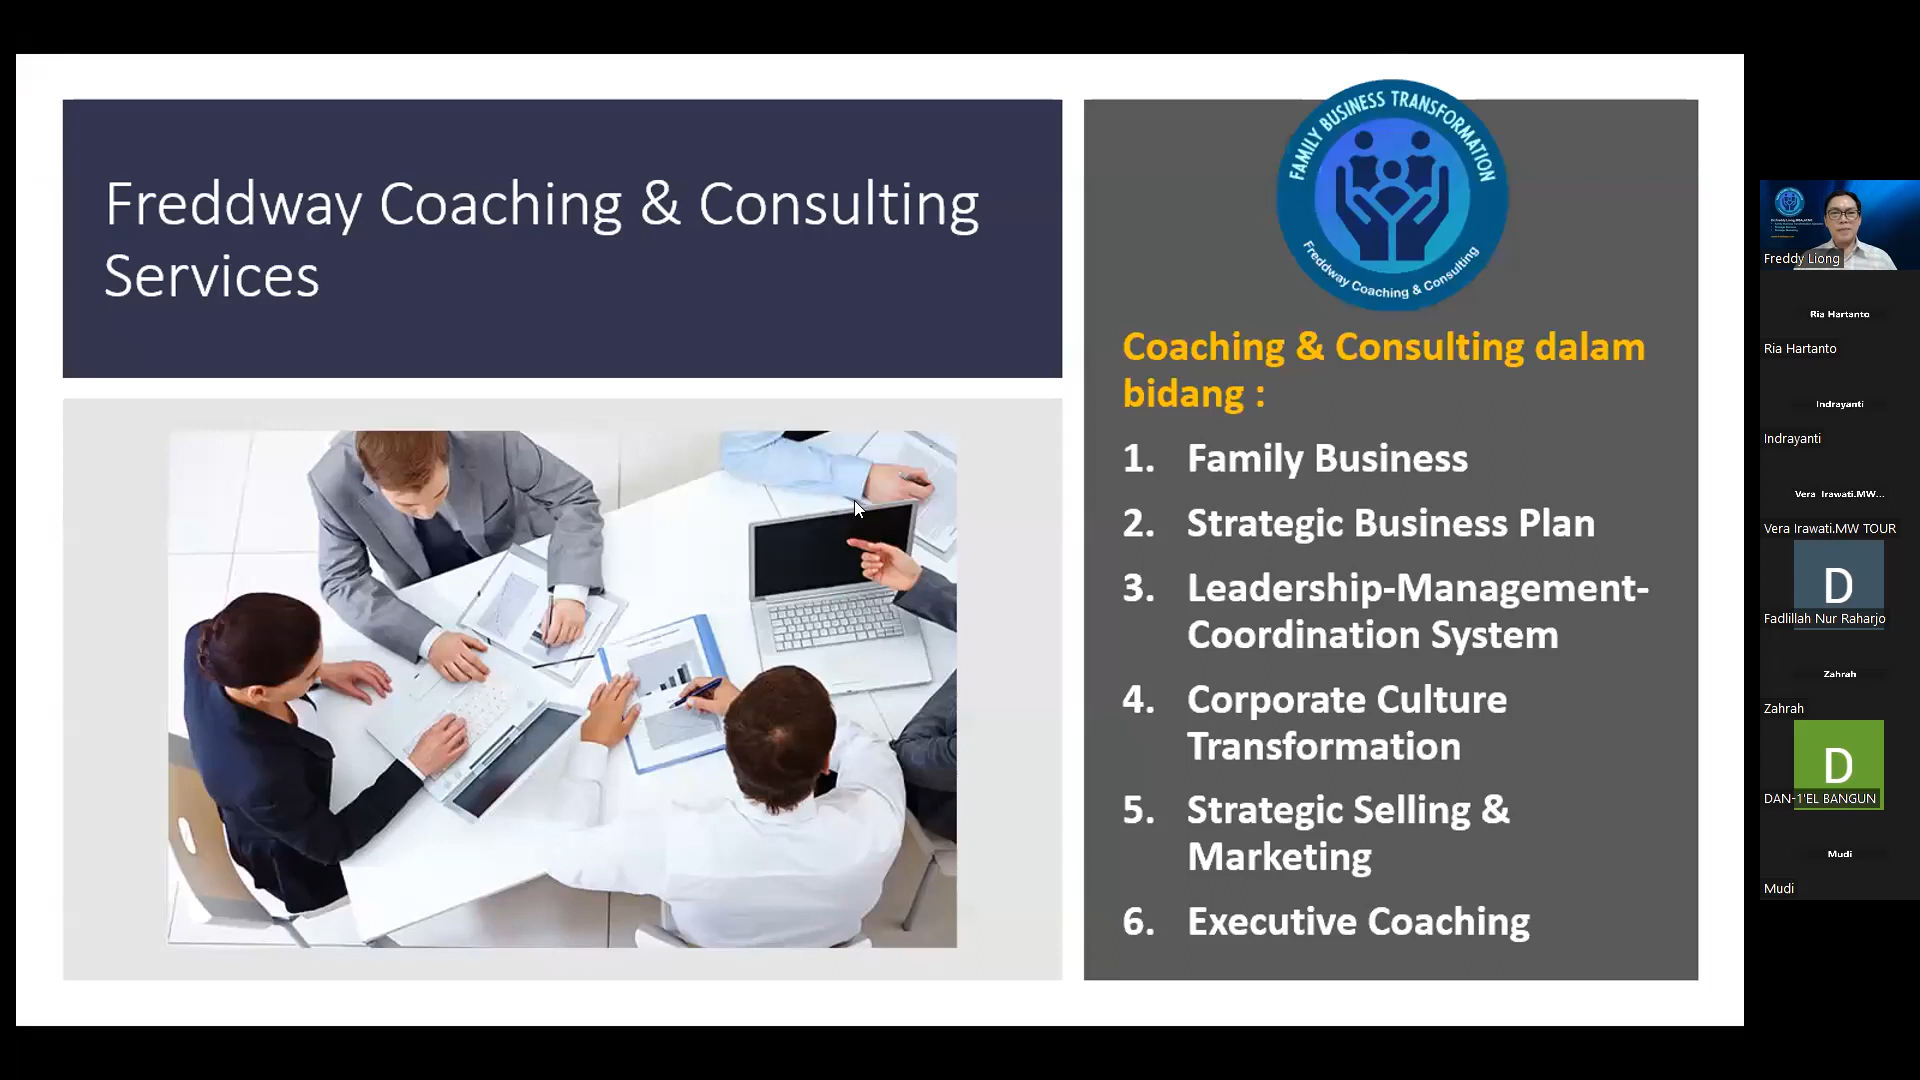 Freddway Coaching & Consulting
Services
FAMILY BUSINESS TRANSFORMATION
Freddway Coaching & Consulting
Coaching & Consulting dalam
bidang :
1. Family Business
2. Strategic Business Plan
3. Leadership-Management-
Coordination System
4. Corporate Culture
Transformation
5. Strategic Selling &
Marketing
6. Executive Coaching
Freddy Liong
Ria Hartanto
Ria Hartanto
Indrayanti
Indrayanti
Vera Irawati.MW...
Vera Irawati.MW TOUR
D
Fadlillah Nur Raharjo
Zahrah
Zahrah
D
DAN-1'EL BANGUN
Mudi
Mudi